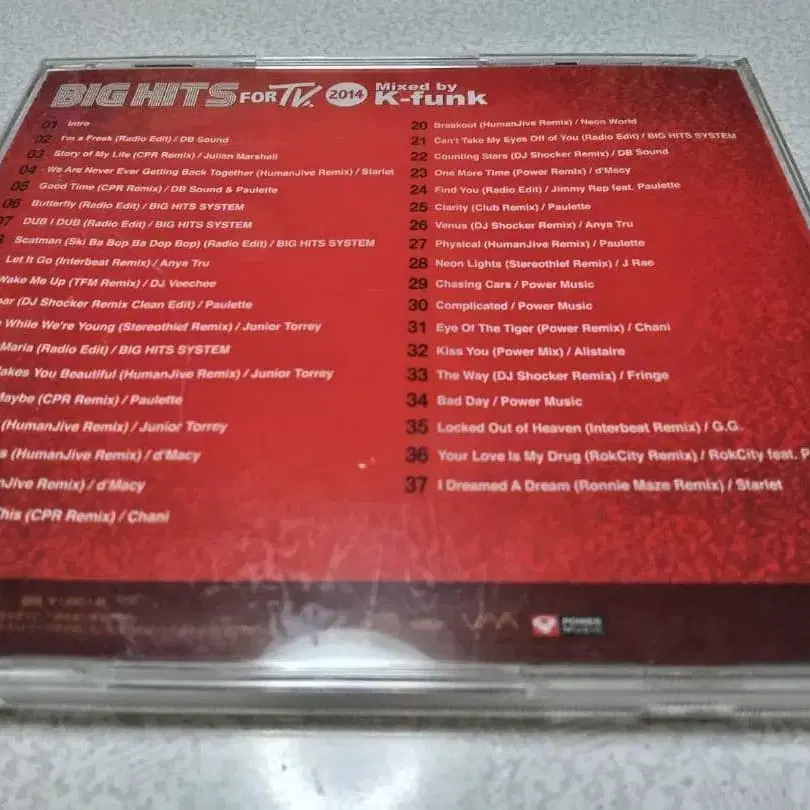 BIG HITS FOR TV. 2014 Mixed by K-funk
01 Intro
02 I'm a Freak (Radio Edit) / DB Sound
03 Story of My Life (CPR Remix) / Julian Marshall
04 We Are Never Ever Getting Back Together (HumanJive Remix) / Starlet
05 Good Time (CPR Remix) / DB Sound & Paulette
06 Butterfly (Radio Edit) / BIG HITS SYSTEM
07 DUB I DUB (Radio Edit) / BIG HITS SYSTEM
Scatman (Ski Ba Bop Ba Dop Bop) (Radio Edit) / BIG HITS SYSTEM
Let It Go (Interbeat Remix) / Anya Tru
Wake Me Up (TFM Remix) / DJ Veechee
(DJ Shocker Remix Clean Edit) / Paulette
While We're Young (Stereothief Remix) / Junior Torrey
Maria (Radio Edit) / BIG HITS SYSTEM
akes You Beautiful (HumanJive Remix) / Junior Torrey
Maybe (CPR Remix) / Paulette
(HumanJive Remix) / Junior Torrey
s (HumanJive Remix) / d'Macy
nJive Remix) / d'Macy
This (CPR Remix) / Chani
20 Breakout (HumanJive Remix) / Neon World
21 Can't Take My Eyes Off of You (Radio Edit) / BIG HITS SYSTEM
22 Counting Stars (DJ Shocker Remix) / DB Sound
23 One More Time (Power Remix) / d'Macy
24 Find You (Radio Edit) / Jimmy Rep feat. Paulette
25 Clarity (Club Remix) / Paulette
26 Venus (DJ Shocker Remix) / Anya Tru
27 Physical (HumanJive Remix) / Paulette
28 Neon Lights (Stereothief Remix) / J Rae
29 Chasing Cars / Power Music
30 Complicated / Power Music
31 Eye Of The Tiger (Power Remix) / Chani
32 Kiss You (Power Mix) / Alistaire
33 The Way (DJ Shocker Remix) / Fringe
34 Bad Day / Power Music
35 Locked Out of Heaven (Interbeat Remix) / G.G.
36 Your Love Is My Drug (RokCity Remix) / RokCity feat. P
37 I Dreamed A Dream (Ronnie Maze Remix) / Starlet
POWER MUSIC